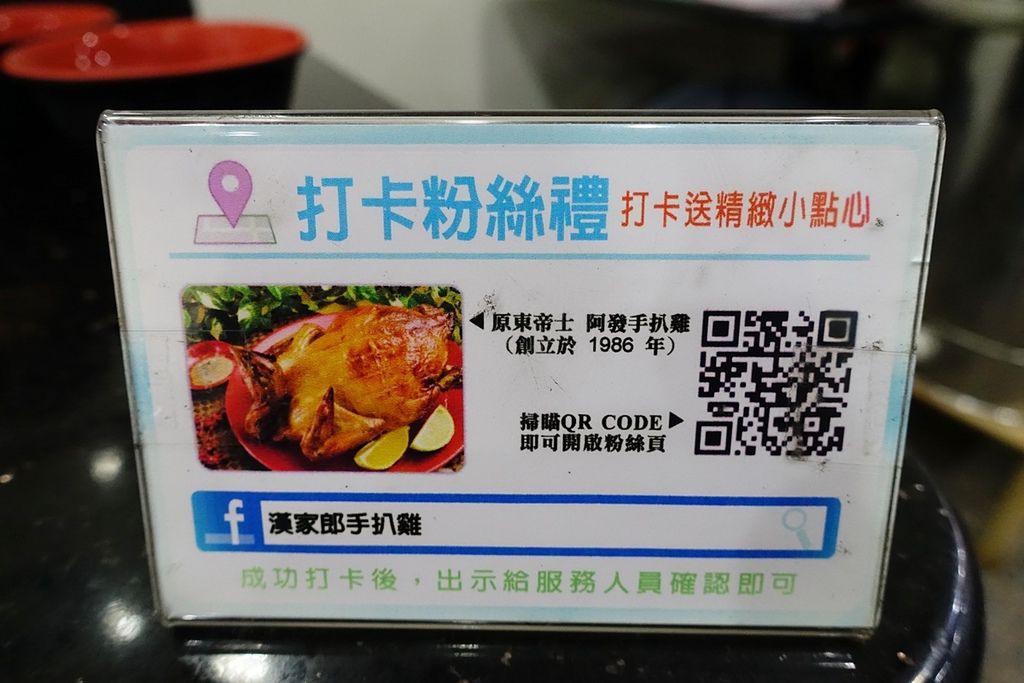 打卡粉絲禮 打卡送精緻小點心
◀原東帝士 阿發手扒雞
(創立於 1986 年)
掃瞄QR CODE▶
即可開啟粉絲頁
f 漢家郎手扒雞
成功打卡後，出示給服務人員確認即可